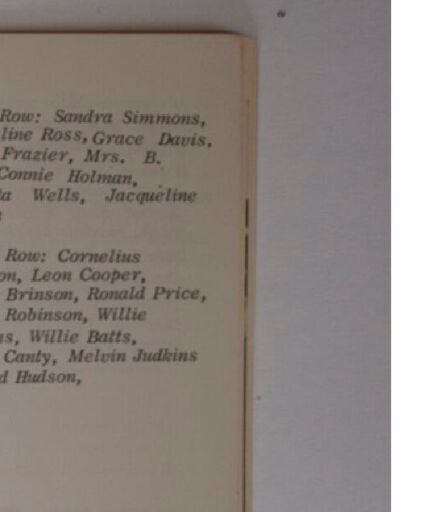 Row: Sandra Simmons,
line Ross, Grace Davis,
Frazier, Mrs. B.
Connie Holman,
Wells, Jacqueline
Row: Cornelius
on, Leon Cooper,
Brinson, Ronald Price,
Robinson, Willie
as, Willie Batts,
Canty, Melvin Judkins
d Hudson,